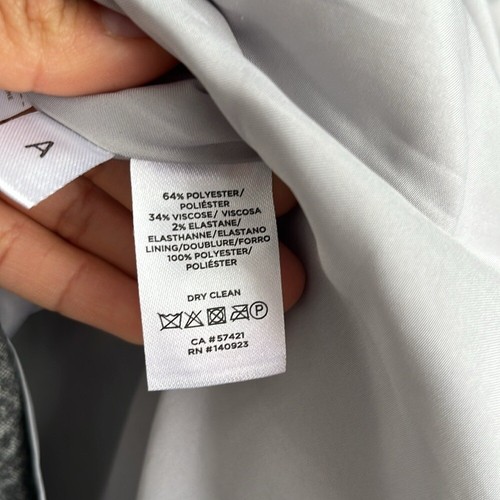 A
64% POLYESTER/
POLIÉSTER
34% VISCOSE/ VISCOSA
2% ELASTANE/
ELASTHANNE/ELASTANO
LINING/DOUBLURE/FORRO
100% POLYESTER/
POLIÉSTER
DRY CLEAN
P
CA #57421
RN #140923